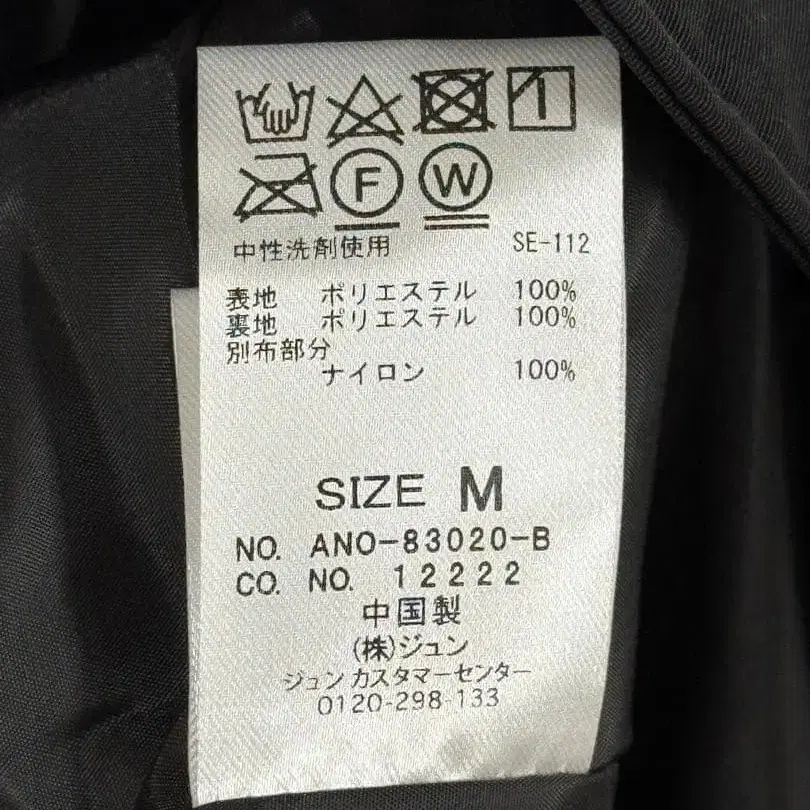 F W
中性洗剤使用 SE-112
表地 ポリエステル 100%
裏地 ポリエステル 100%
別布部分
ナイロン 100%
SIZE M
NO. ANO-83020-B
CO. NO. 12222
中国製
(株)ジュン
ジュン カスタマーセンター
0120-298-133